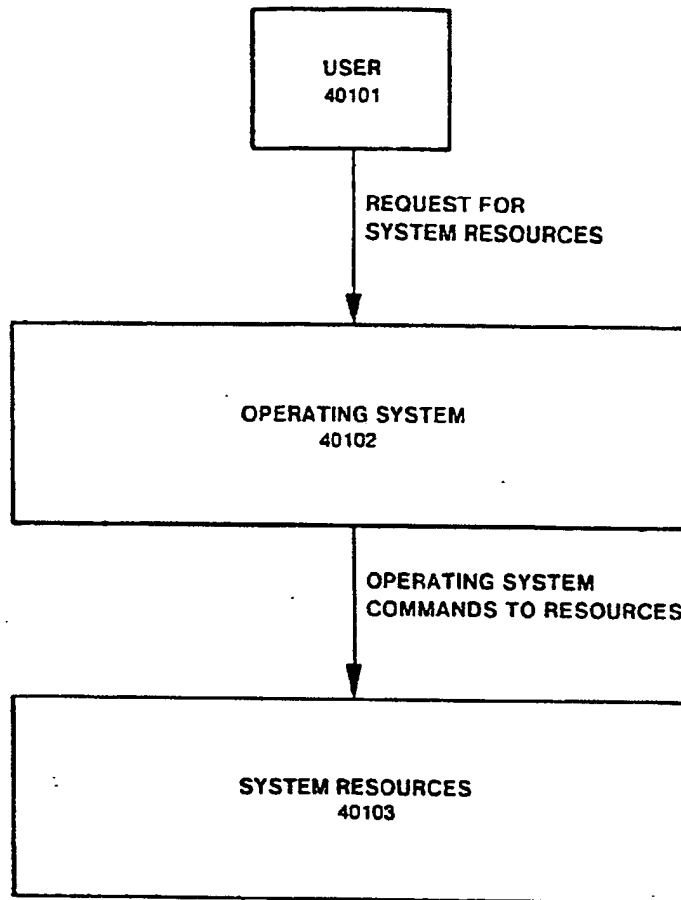 USER
40101
REQUEST FOR
SYSTEM RESOURCES
OPERATING SYSTEM
40102
OPERATING SYSTEM
COMMANDS TO RESOURCES
SYSTEM RESOURCES
40103